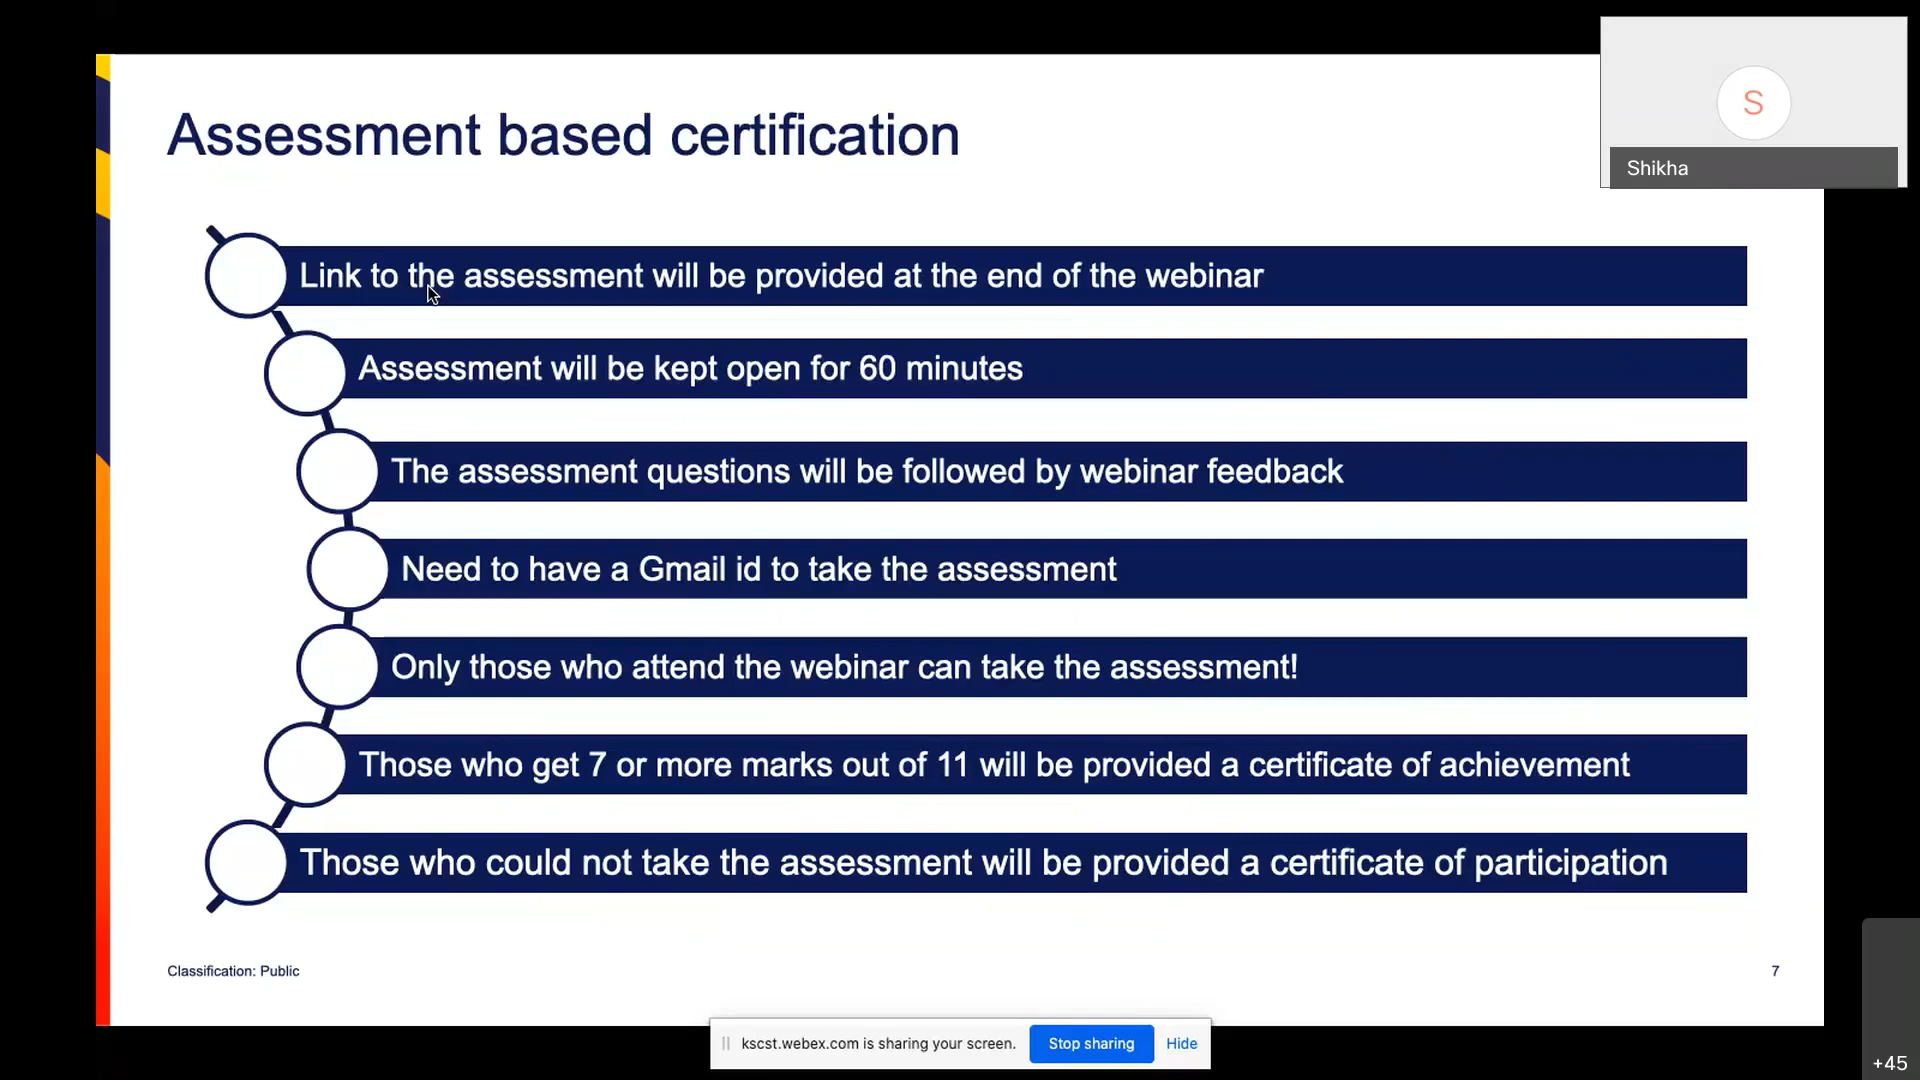 S
Shikha
Assessment based certification
Link to the assessment will be provided at the end of the webinar
Assessment will be kept open for 60 minutes
The assessment questions will be followed by webinar feedback
Need to have a Gmail id to take the assessment
Only those who attend the webinar can take the assessment!
Those who get 7 or more marks out of 11 will be provided a certificate of achievement
Those who could not take the assessment will be provided a certificate of participation
Classification: Public
7
kscst.webex.com is sharing your screen.
Stop sharing
Hide
+45